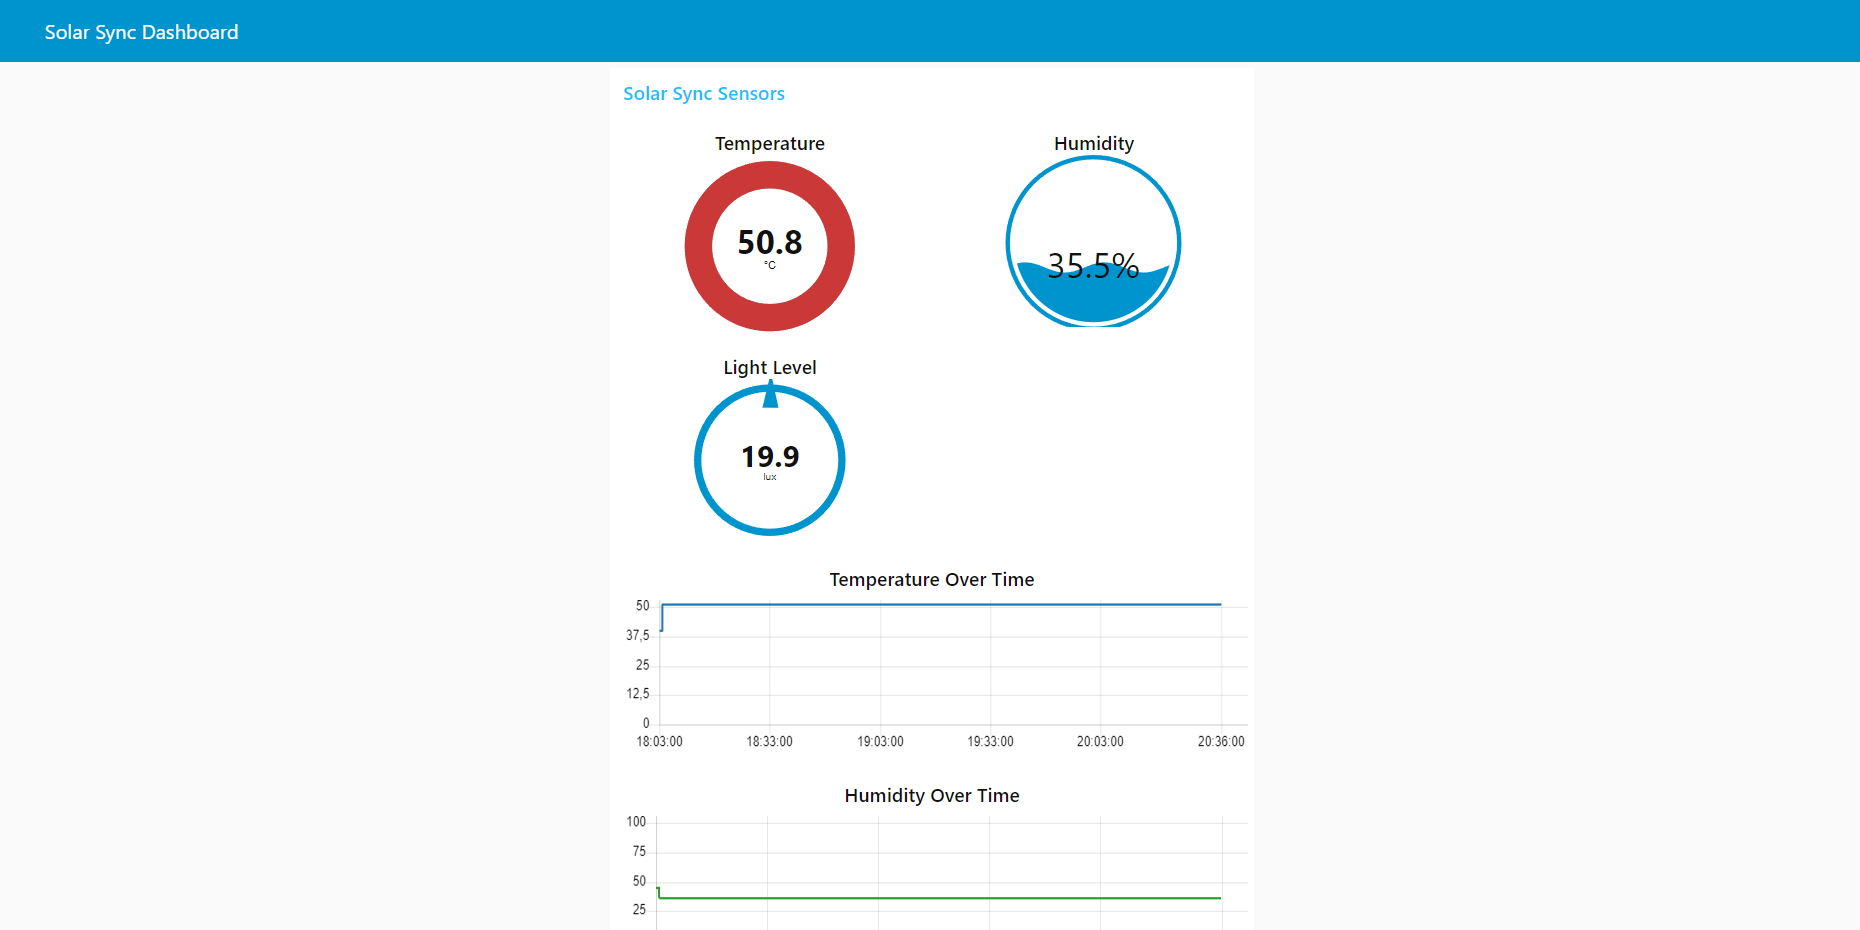 Solar Sync Dashboard
Solar Sync Sensors
Temperature
50.8
°C
Humidity
35.5%
Light Level
19.9
lux
Temperature Over Time
50
37,5
25
12,5
0
18:03:00 18:33:00 19:03:00 19:33:00 20:03:00 20:36:00
Humidity Over Time
100
75
50
25